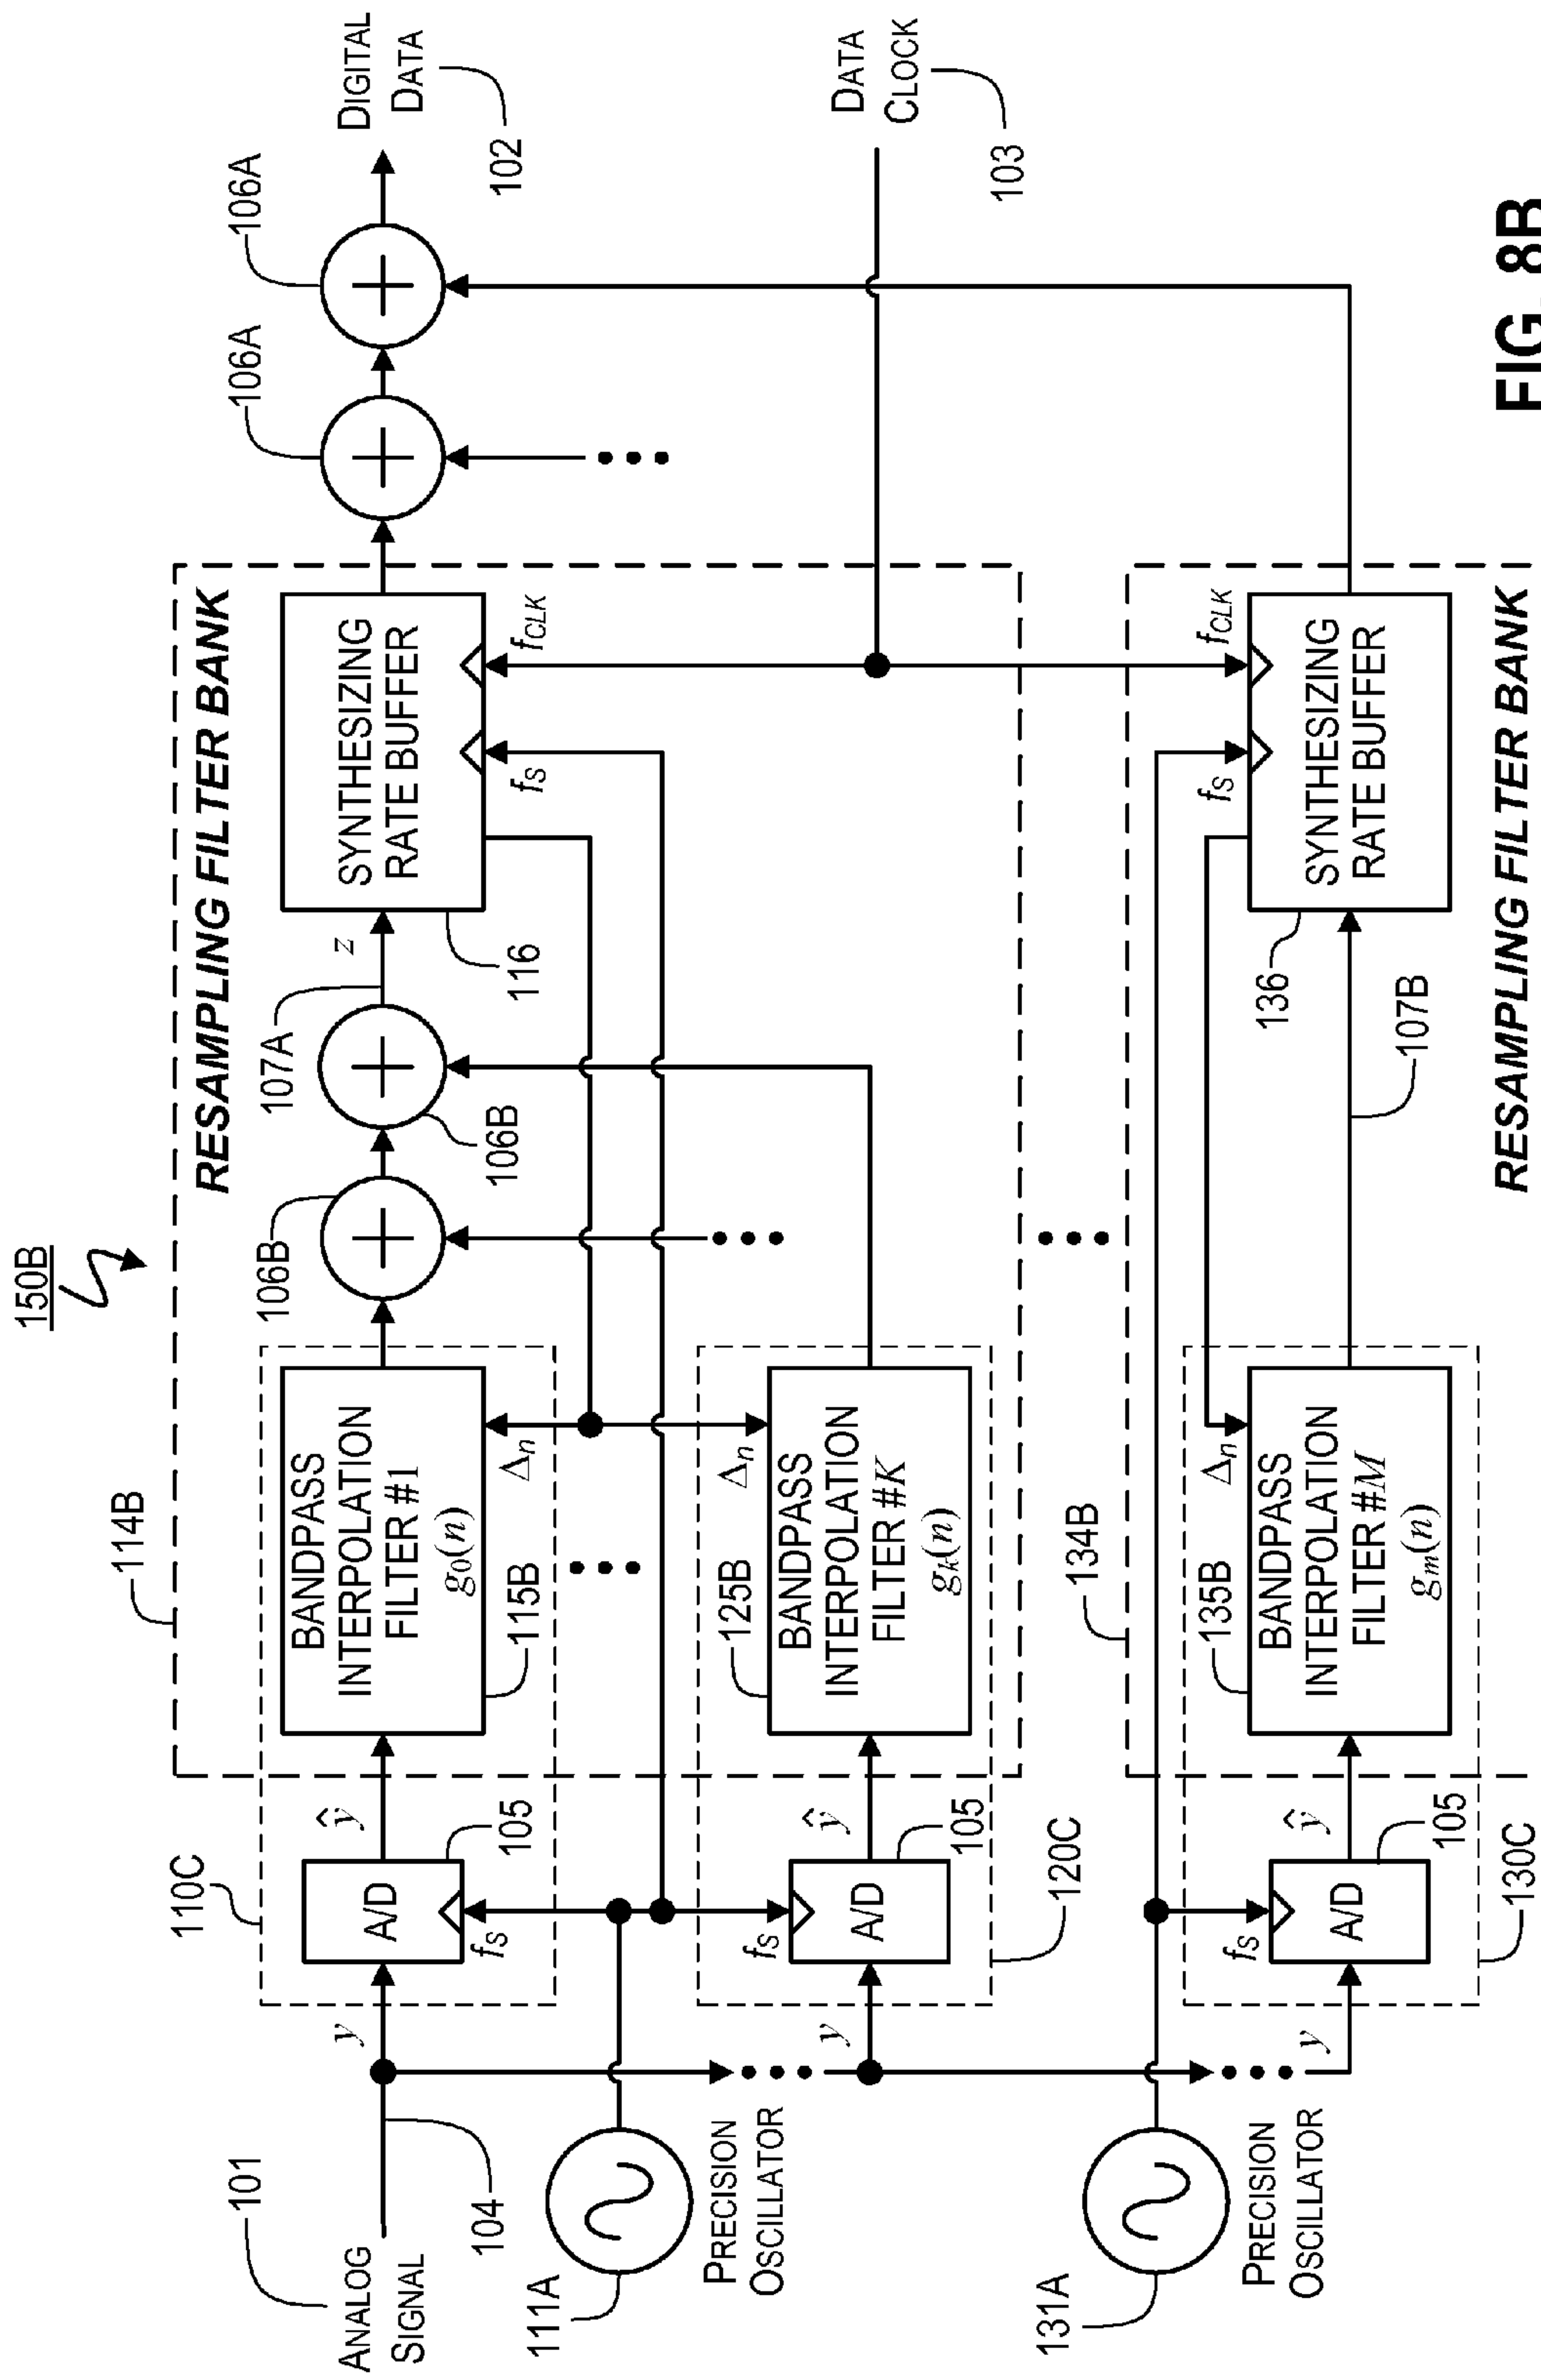 150B
114B
RESAMPLING FILTER BANK
110C
101
ANALOG
SIGNAL
104
y
A/D
fS
105
ŷ
BANDPASS
INTERPOLATION
FILTER #1
g0(n)
Δn
115B
106B
106B
107A
z
SYNTHESIZING
RATE BUFFER
fS
fCLK
116
106A
106A
DIGITAL
DATA
102
111A
PRECISION
OSCILLATOR
y
fS
A/D
105
ŷ
120C
125B
BANDPASS
INTERPOLATION
FILTER #K
gk(n)
Δn
DATA
CLOCK
103
134B
131A
PRECISION
OSCILLATOR
y
fS
A/D
105
ŷ
130C
135B
BANDPASS
INTERPOLATION
FILTER #M
gm(n)
Δn
107B
136
SYNTHESIZING
RATE BUFFER
fS
fCLK
RESAMPLING FILTER BANK
FIG. 8B